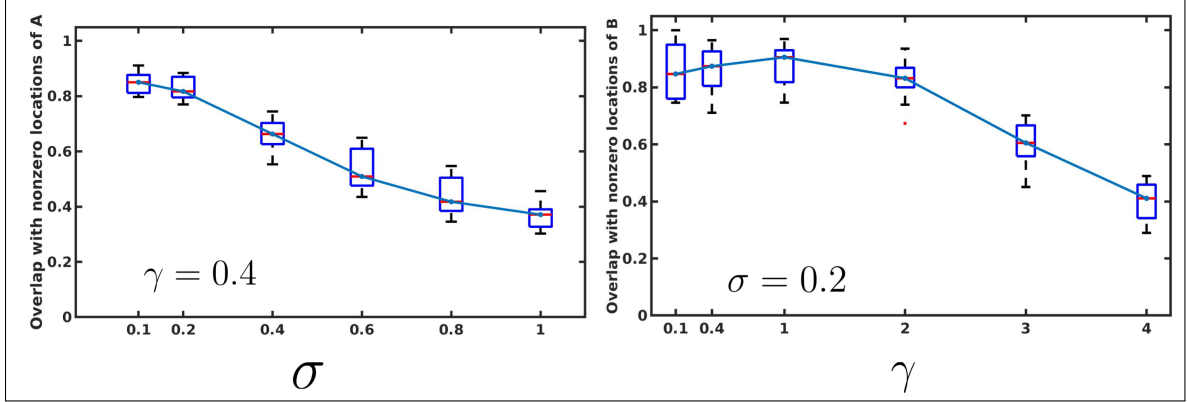 Overlap with nonzero locations of A
1
0.8
0.6
0.4
0.2
0
γ = 0.4
0.1 0.2 0.4 0.6 0.8 1
σ
Overlap with nonzero locations of B
1
0.8
0.6
0.4
0.2
0
σ = 0.2
0.1 0.4 1 2 3 4
γ